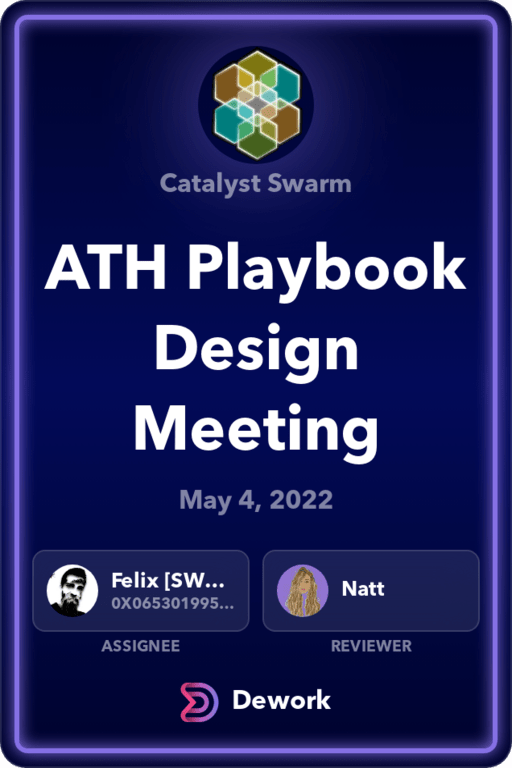 Catalyst Swarm
ATH Playbook
Design
Meeting
May 4, 2022
Felix [SW...
0X065301995...
Natt
ASSIGNEE
REVIEWER
Dework